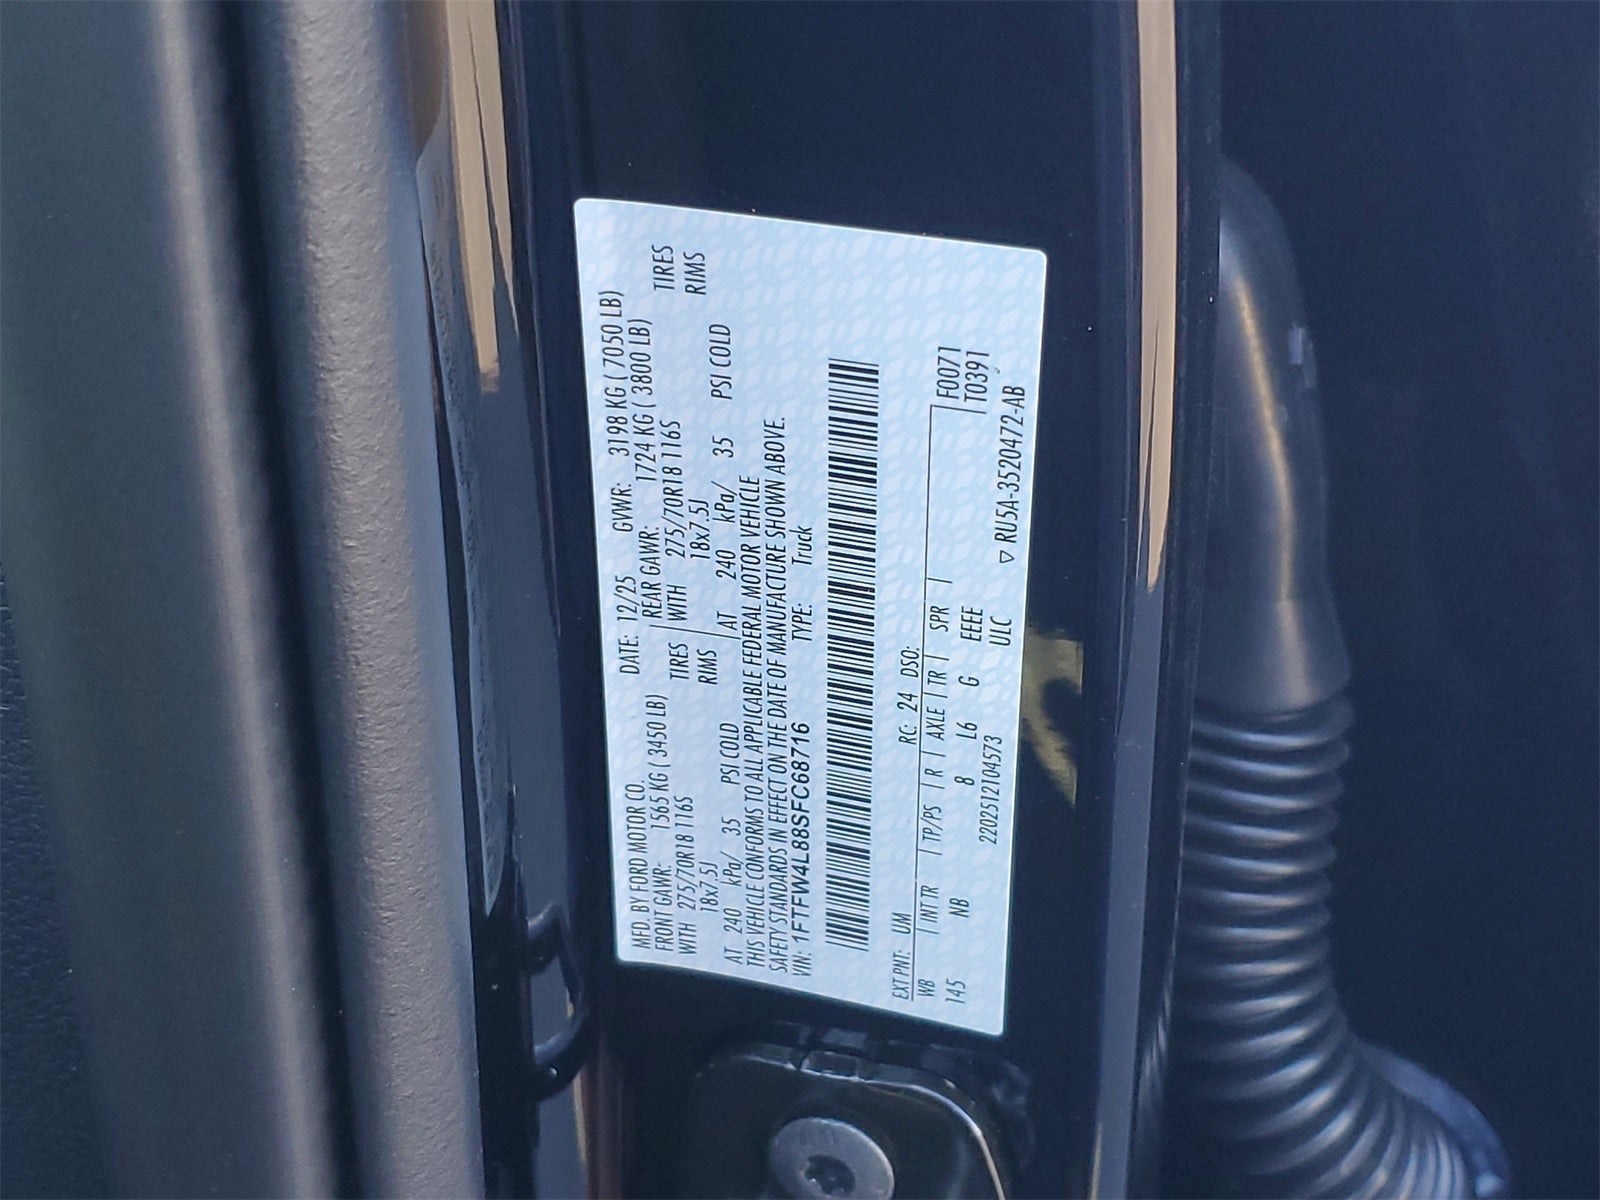 MFD. BY FORD MOTOR CO. DATE: 12/25 GVWR: 3198 KG ( 7050 LB)
FRONT GAWR: 1565 KG ( 3450 LB) REAR GAWR: 1724 KG ( 3800 LB)
WITH 275/70R18 116S TIRES WITH 275/70R18 116S TIRES
18x7.5J RIMS 18x7.5J RIMS
AT 240 kPa/ 35 PSI COLD AT 240 kPa/ 35 PSI COLD
THIS VEHICLE CONFORMS TO ALL APPLICABLE FEDERAL MOTOR VEHICLE
SAFETY STANDARDS IN EFFECT ON THE DATE OF MANUFACTURE SHOWN ABOVE.
VIN: 1FTFW4L88SFC68716 TYPE: Truck
EXT PNT: UM RC: 24 DSO:
WB INT TR TP/PS R AXLE TR SPR F0071
145 NB 8 L6 G EEEE T0391
2202512104573 ULC
RU5A-3520472-AB